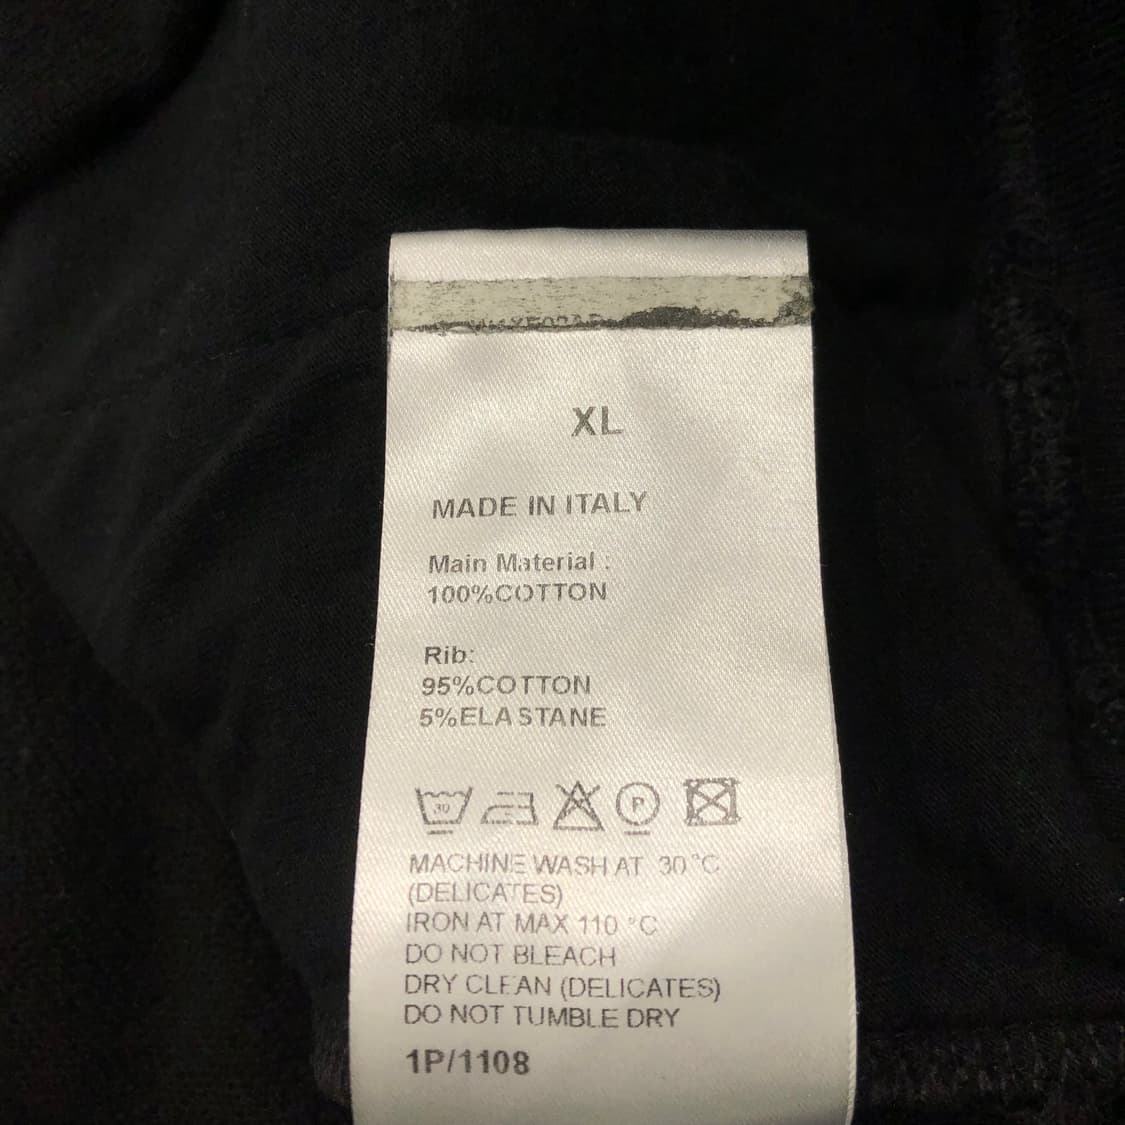 XL
MADE IN ITALY
Main Material :
100%COTTON
Rib:
95%COTTON
5%ELASTANE
30 P
MACHINE WASH AT 30°C
(DELICATES)
IRON AT MAX 110 °C
DO NOT BLEACH
DRY CLEAN (DELICATES)
DO NOT TUMBLE DRY
1P/1108